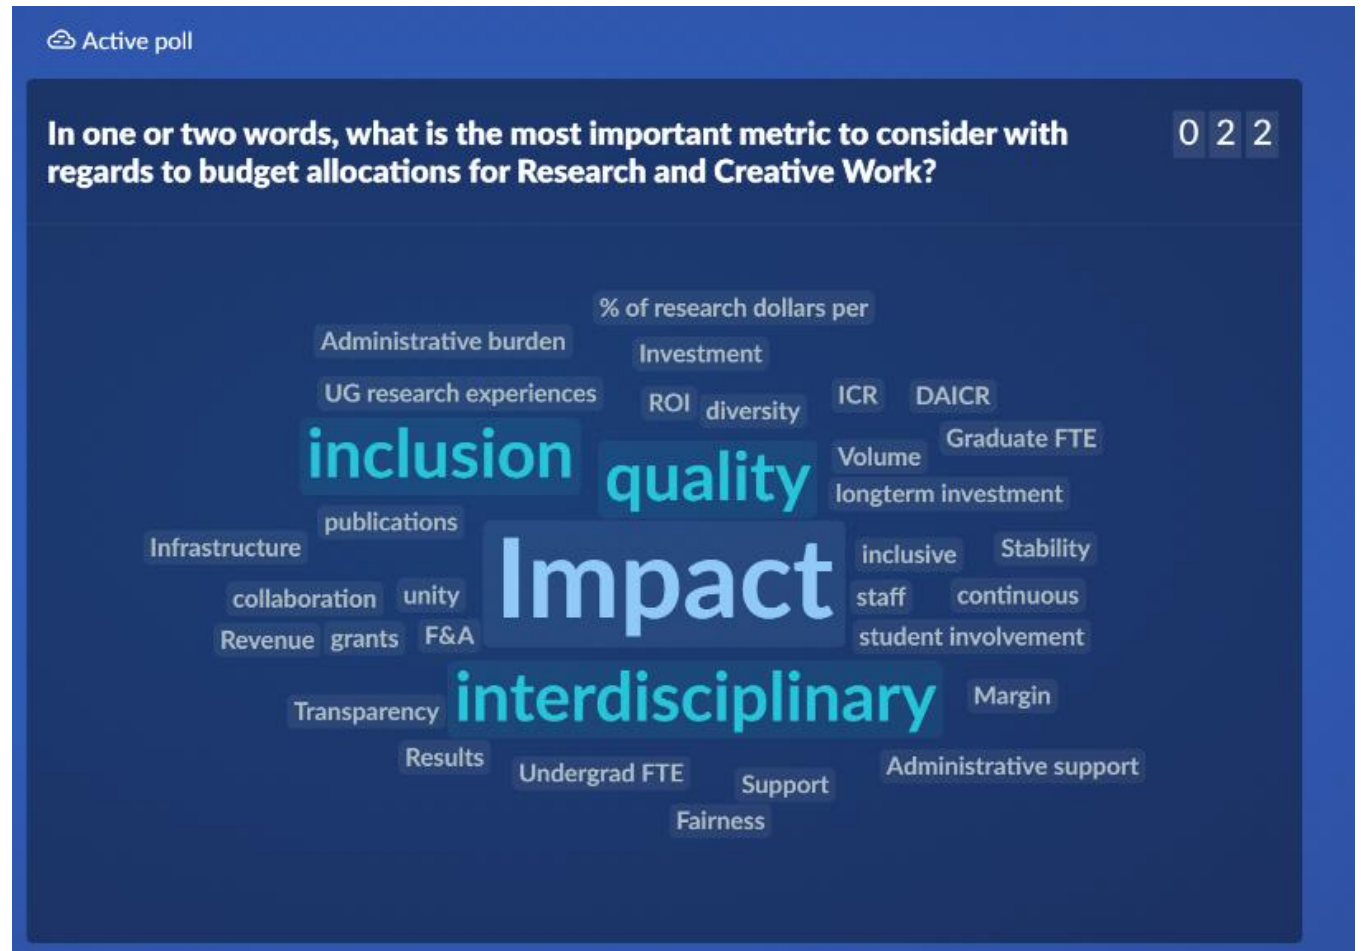 Active poll
In one or two words, what is the most important metric to consider with
regards to budget allocations for Research and Creative Work?
0 2 2
% of research dollars per
Administrative burden
Investment
UG research experiences
ROI
diversity
ICR
DAICR
inclusion
quality
Volume
Graduate FTE
longterm investment
publications
Infrastructure
Impact
inclusive
Stability
collaboration
unity
staff
continuous
Revenue
grants
F&A
student involvement
Transparency
interdisciplinary
Margin
Results
Undergrad FTE
Support
Administrative support
Fairness